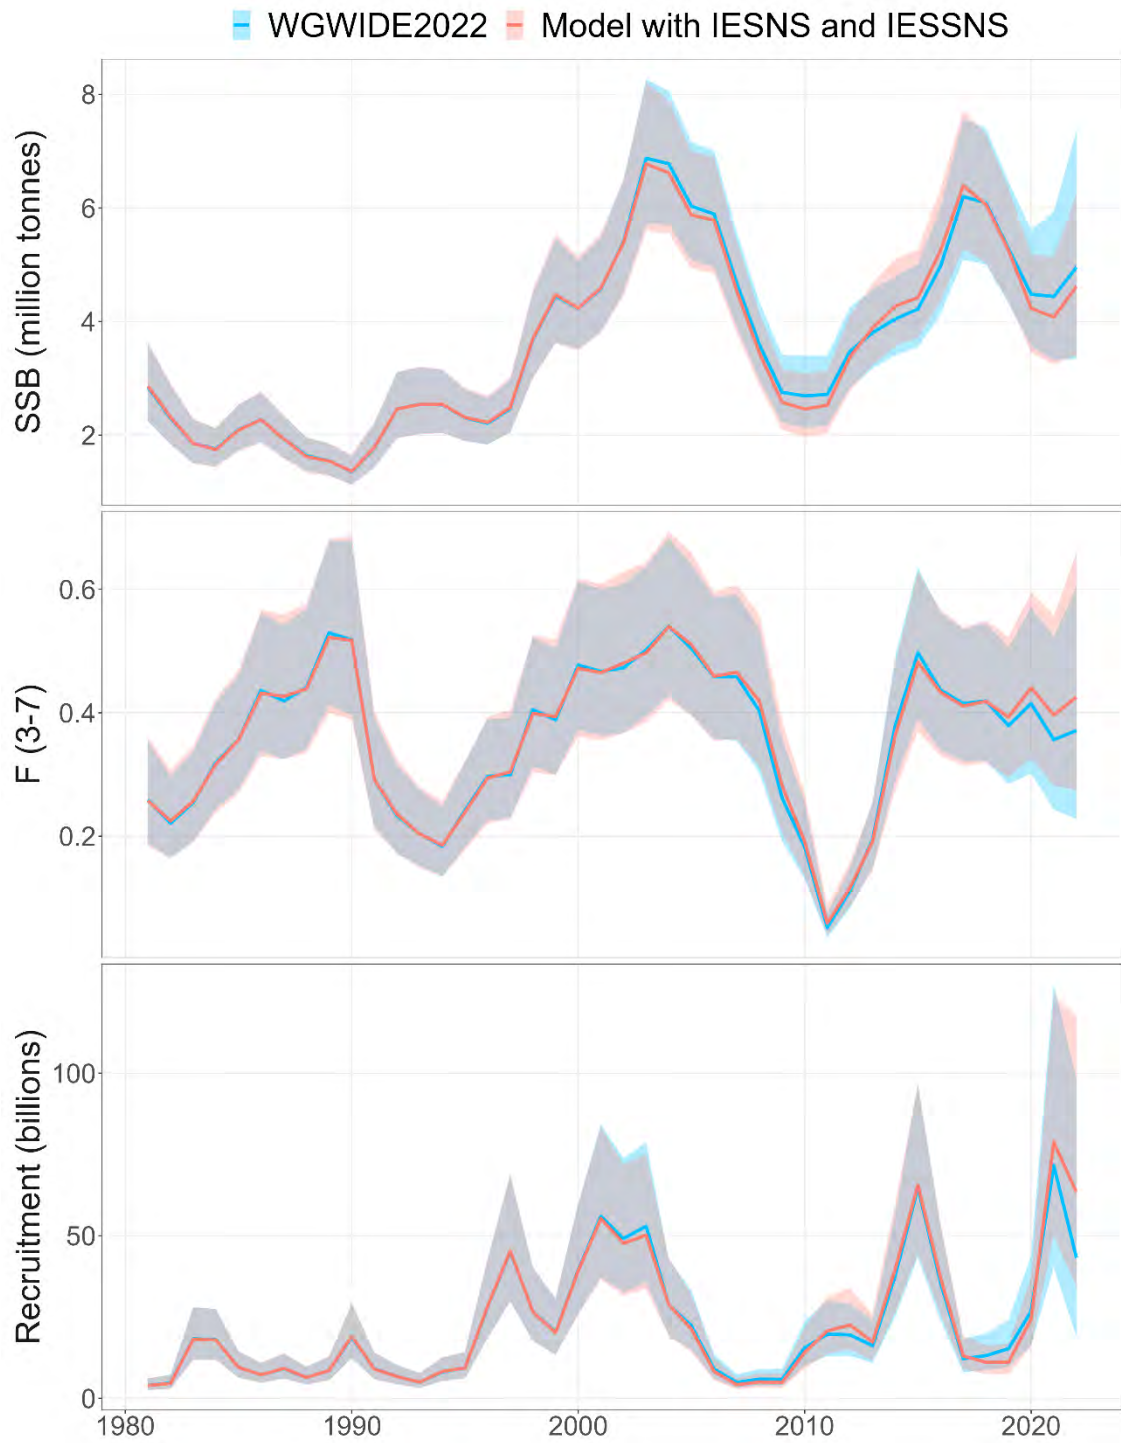 WGWIDE2022 Model with IESNS and IESSNS
SSB (million tonnes)
8
6
4
2
F (3-7)
0.6
0.4
0.2
Recruitment (billions)
100
50
0
1980 1990 2000 2010 2020